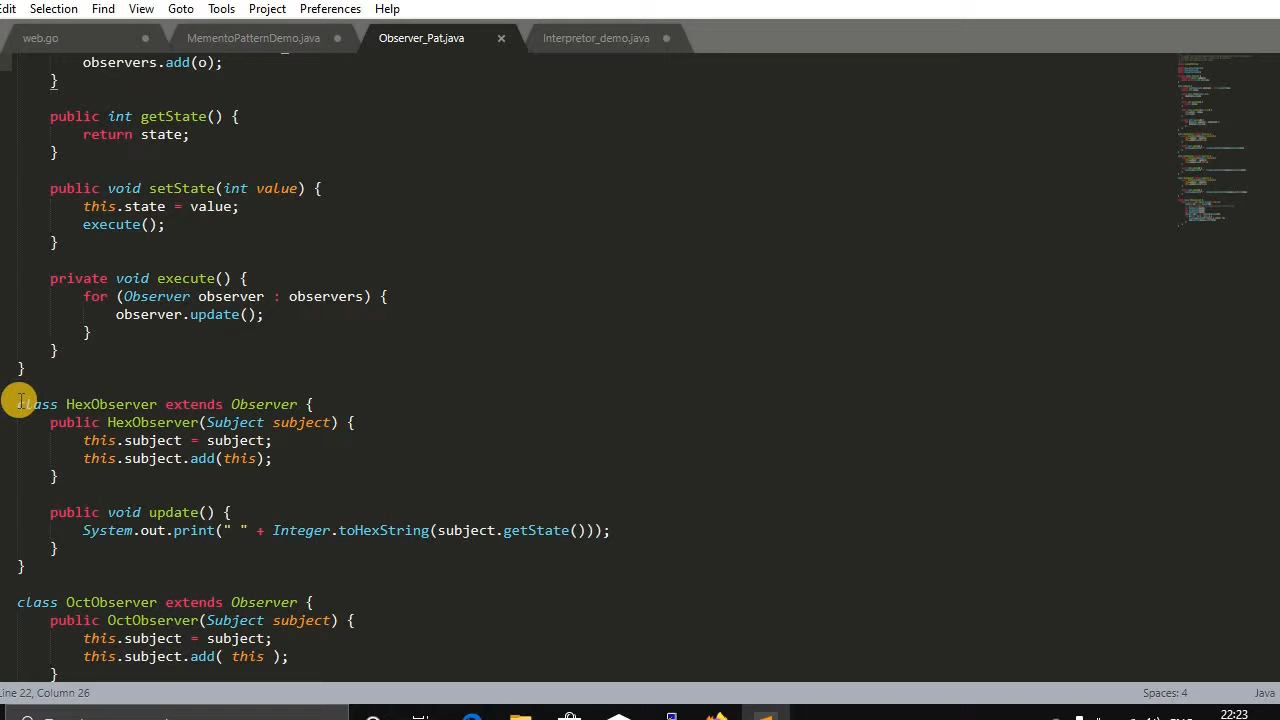 Selection Find View Goto Tools Project Preferences Help
web.go MementoPatternDemo.java Observer_Pat.java Interpretor_demo.java
observers.add(o);
}
public int getState() {
return state;
}
public void setState(int value) {
this.state = value;
execute();
}
private void execute() {
for (Observer observer : observers) {
observer.update();
}
}
}
class HexObserver extends Observer {
public HexObserver(Subject subject) {
this.subject = subject;
this.subject.add(this);
}
public void update() {
System.out.print(" " + Integer.toHexString(subject.getState()));
}
}
class OctObserver extends Observer {
public OctObserver(Subject subject) {
this.subject = subject;
this.subject.add( this );
}
Line 22, Column 26 Spaces: 4 Java
22:23